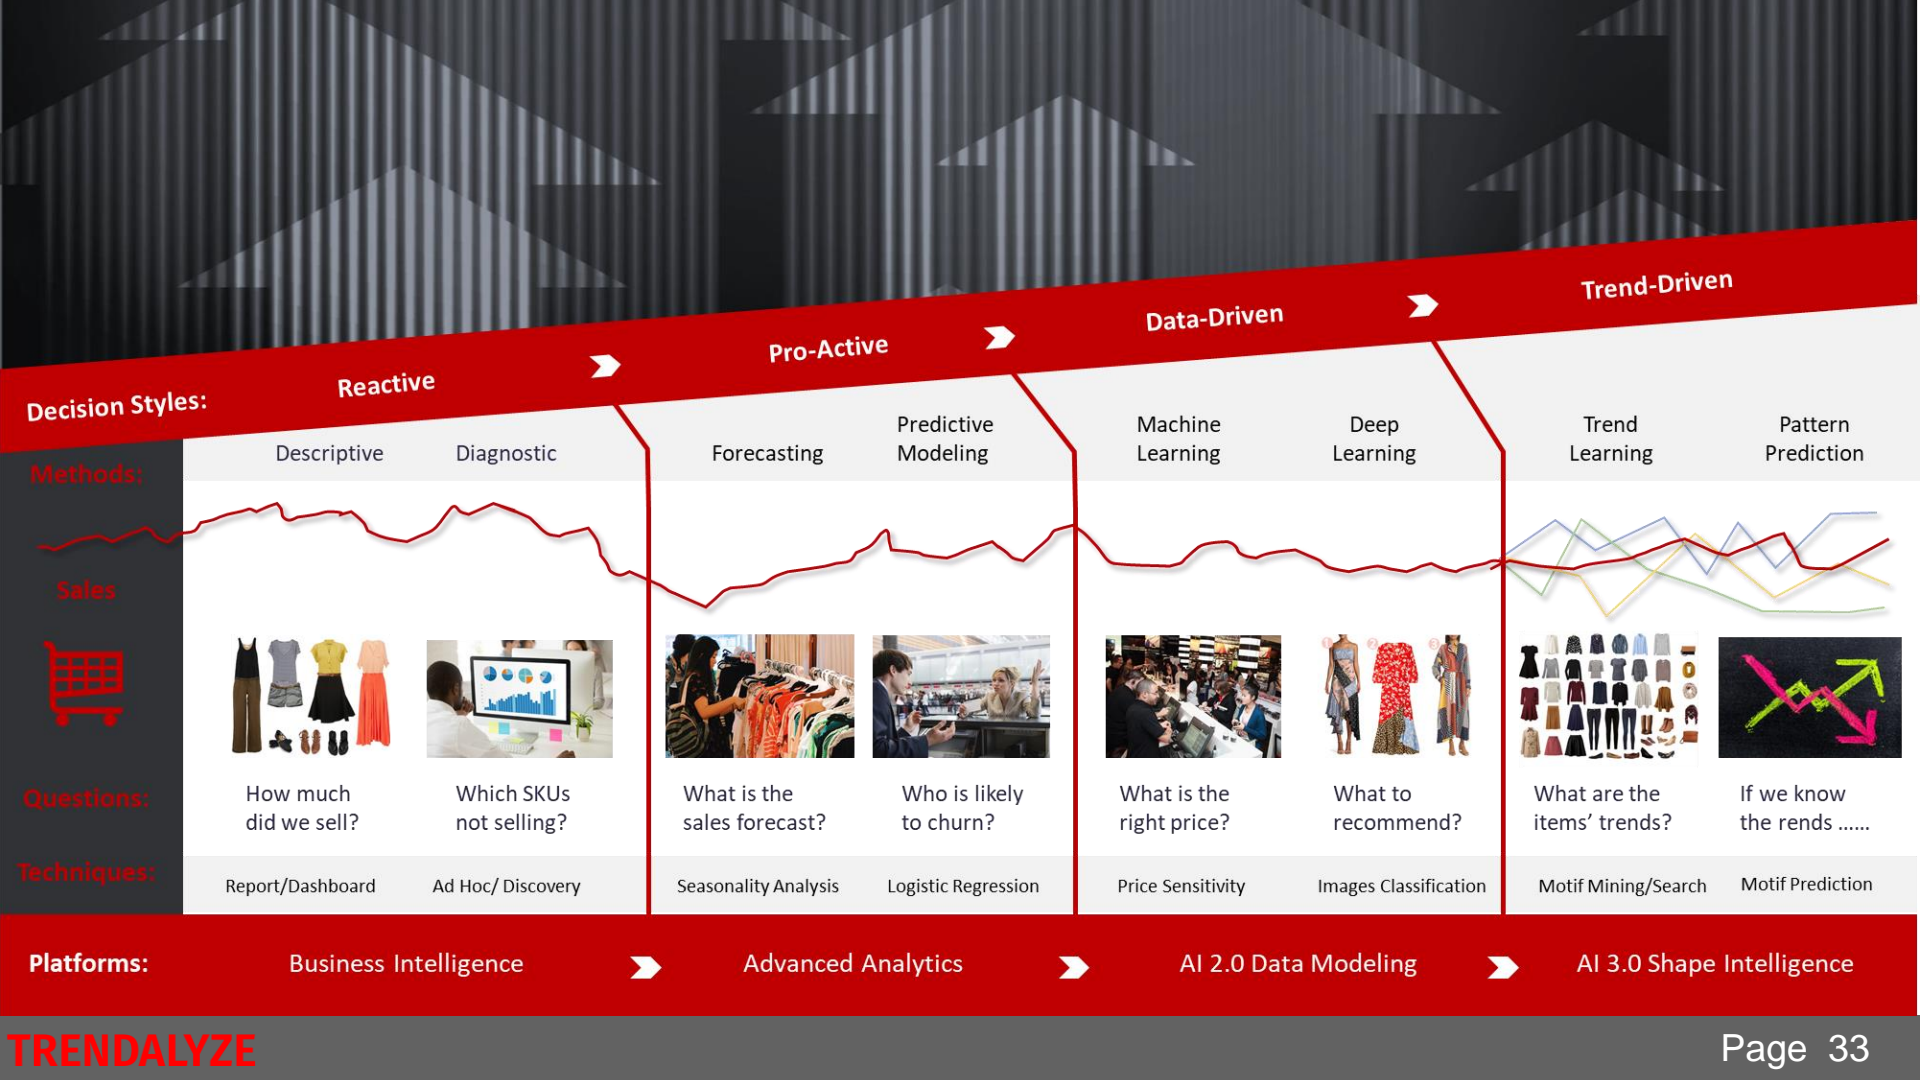 Decision Styles:
Reactive
Pro-Active
Data-Driven
Trend-Driven
Methods:
Descriptive
Diagnostic
Forecasting
Predictive
Modeling
Machine
Learning
Deep
Learning
Trend
Learning
Pattern
Prediction
Sales
Questions:
How much
did we sell?
Which SKUs
not selling?
What is the
sales forecast?
Who is likely
to churn?
What is the
right price?
What to
recommend?
What are the
items’ trends?
If we know
the rends ......
Techniques:
Report/Dashboard
Ad Hoc/ Discovery
Seasonality Analysis
Logistic Regression
Price Sensitivity
Images Classification
Motif Mining/Search
Motif Prediction
Platforms:
Business Intelligence
Advanced Analytics
AI 2.0 Data Modeling
AI 3.0 Shape Intelligence
TRENDALYZE
Page 33